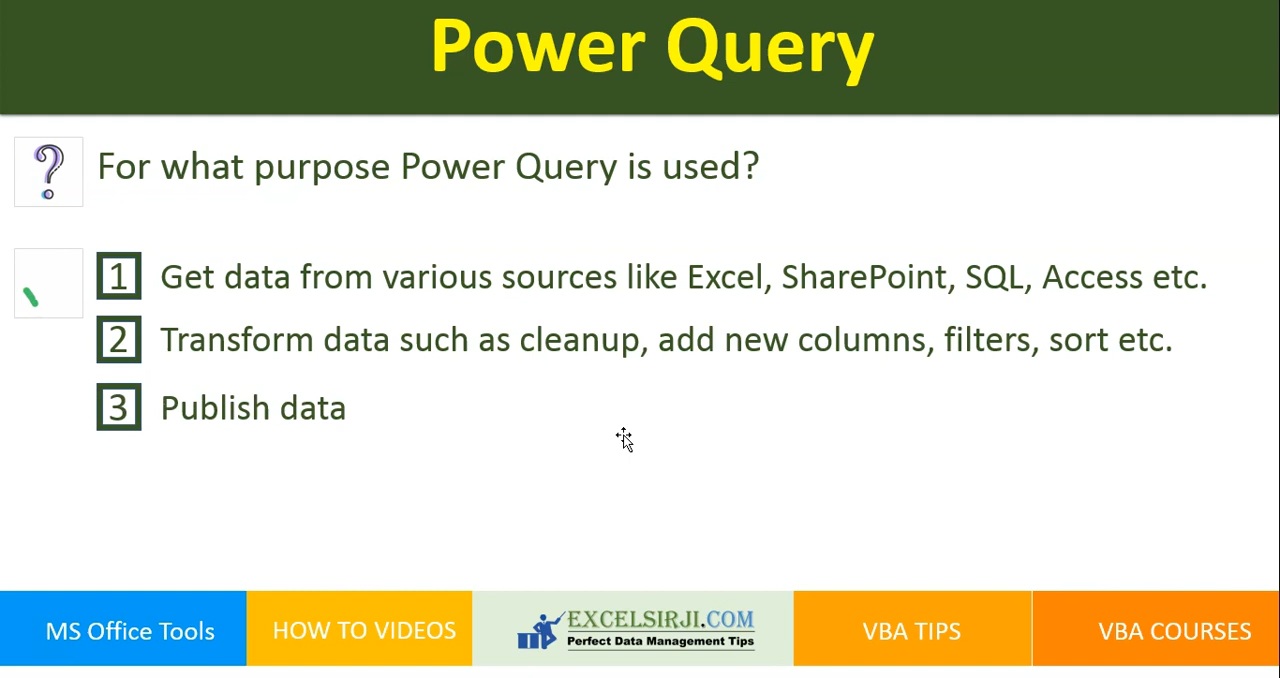 Power Query
?
For what purpose Power Query is used?
1 Get data from various sources like Excel, SharePoint, SQL, Access etc.
2 Transform data such as cleanup, add new columns, filters, sort etc.
3 Publish data
MS Office Tools
HOW TO VIDEOS
EXCELSIRJI.COM
Perfect Data Management Tips
VBA TIPS
VBA COURSES